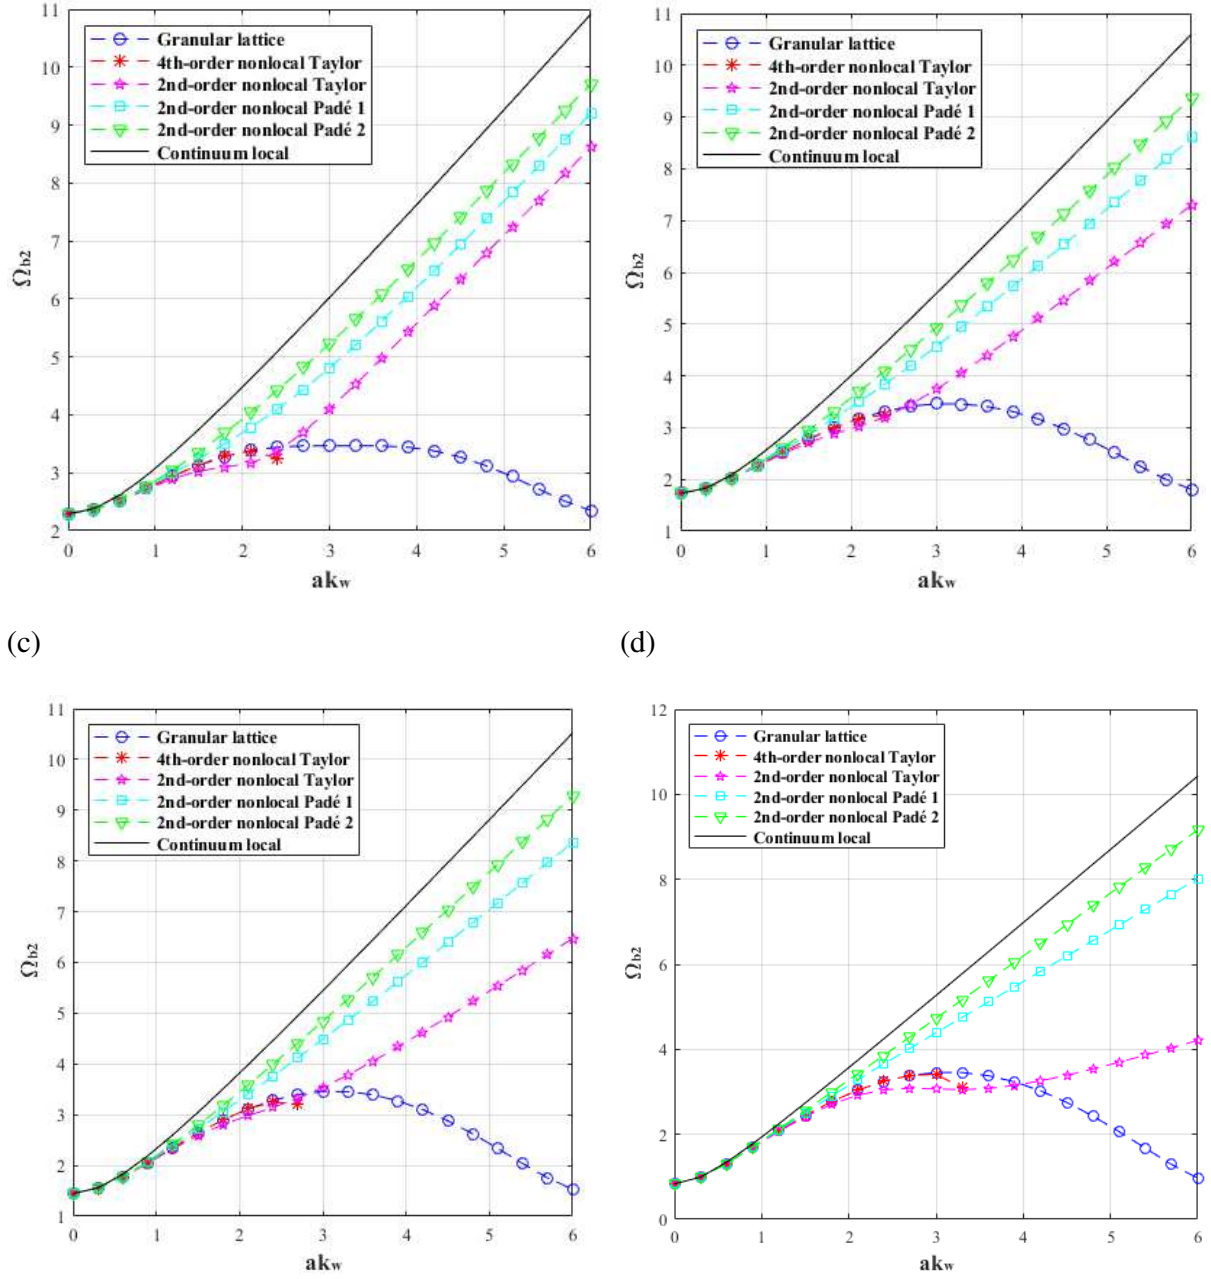 11
10
9
8
7
6
5
4
3
2
Ωb2
Granular lattice
4th-order nonlocal Taylor
2nd-order nonlocal Taylor
2nd-order nonlocal Padé 1
2nd-order nonlocal Padé 2
Continuum local
0 1 2 3 4 5 6
akw
11
10
9
8
7
6
5
4
3
2
1
Ωb2
Granular lattice
4th-order nonlocal Taylor
2nd-order nonlocal Taylor
2nd-order nonlocal Padé 1
2nd-order nonlocal Padé 2
Continuum local
0 1 2 3 4 5 6
akw
(c)
(d)
11
10
9
8
7
6
5
4
3
2
1
Ωb2
Granular lattice
4th-order nonlocal Taylor
2nd-order nonlocal Taylor
2nd-order nonlocal Padé 1
2nd-order nonlocal Padé 2
Continuum local
0 1 2 3 4 5 6
akw
12
10
8
6
4
2
0
Ωb2
Granular lattice
4th-order nonlocal Taylor
2nd-order nonlocal Taylor
2nd-order nonlocal Padé 1
2nd-order nonlocal Padé 2
Continuum local
0 1 2 3 4 5 6
akw